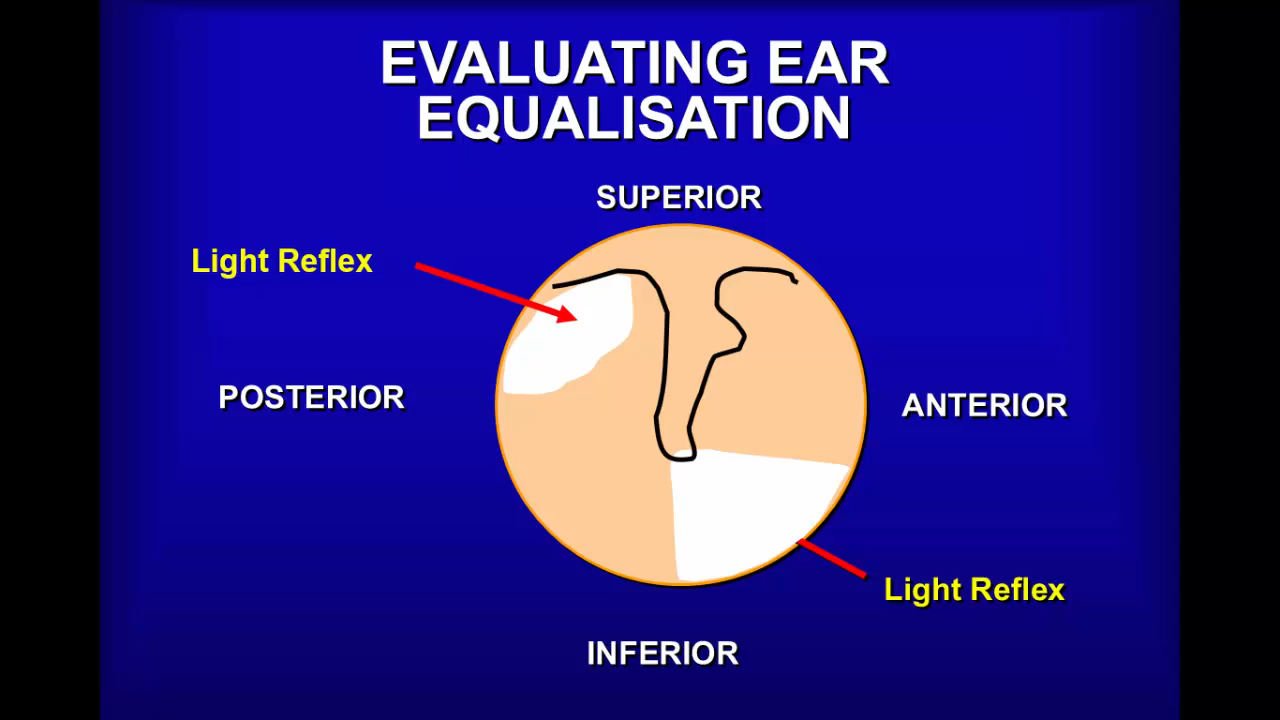 EVALUATING EAR
EQUALISATION
SUPERIOR
Light Reflex
POSTERIOR
ANTERIOR
Light Reflex
INFERIOR